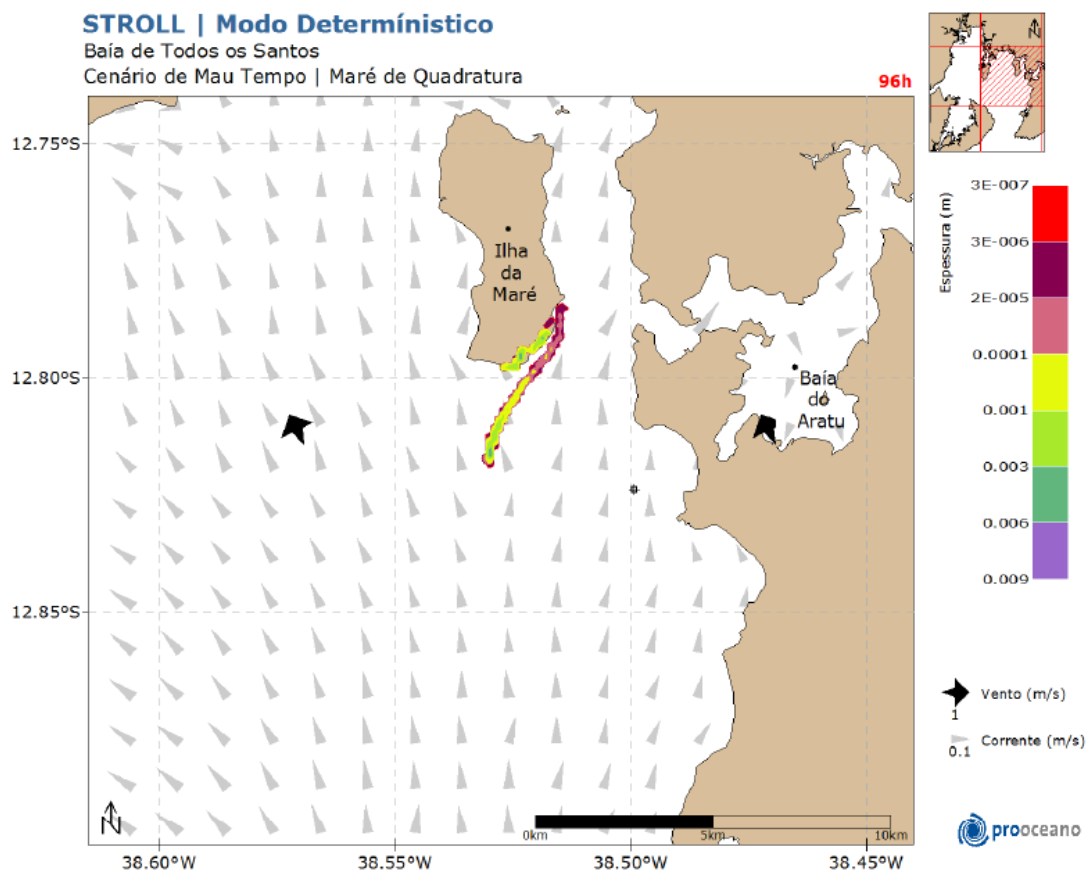 STROLL | Modo Determínistico
Baía de Todos os Santos
Cenário de Mau Tempo | Maré de Quadratura
96h
N
12.75°S
12.80°S
12.85°S
38.60°W
38.55°W
38.50°W
38.45°W
Ilha
da
Maré
Baía
do
Aratu
N
0km
5km
10km
Espessura (m)
3E-007
3E-006
2E-005
0.0001
0.001
0.003
0.006
0.009
Vento (m/s)
1
Corrente (m/s)
0.1
prooceano